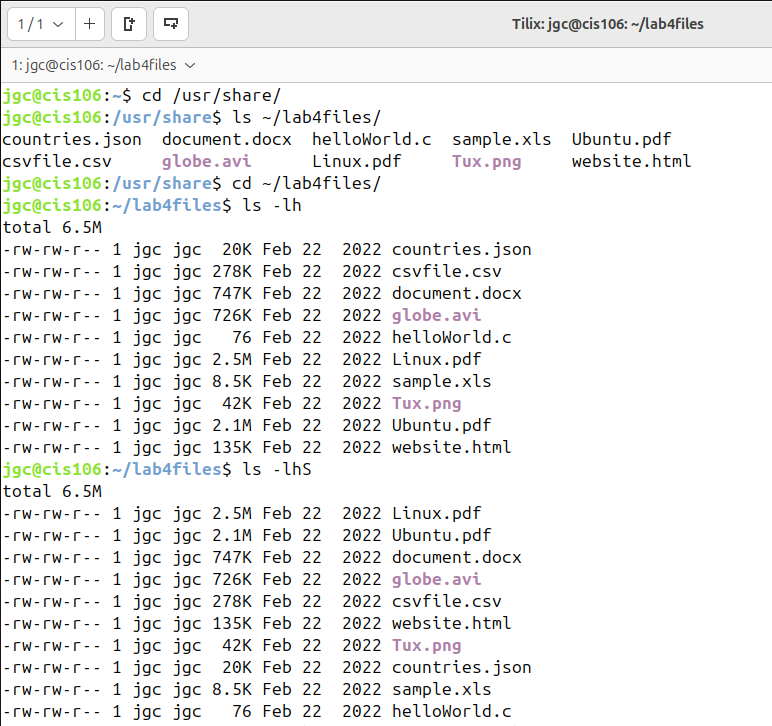 1 / 1
Tilix: jgc@cis106: ~/lab4files
1: jgc@cis106: ~/lab4files
jgc@cis106:~$ cd /usr/share/
jgc@cis106:/usr/share$ ls ~/lab4files/
countries.json  document.docx  helloWorld.c  sample.xls  Ubuntu.pdf
csvfile.csv     globe.avi      Linux.pdf     Tux.png     website.html
jgc@cis106:/usr/share$ cd ~/lab4files/
jgc@cis106:~/lab4files$ ls -lh
total 6.5M
-rw-rw-r-- 1 jgc jgc  20K Feb 22  2022 countries.json
-rw-rw-r-- 1 jgc jgc 278K Feb 22  2022 csvfile.csv
-rw-rw-r-- 1 jgc jgc 747K Feb 22  2022 document.docx
-rw-rw-r-- 1 jgc jgc 726K Feb 22  2022 globe.avi
-rw-rw-r-- 1 jgc jgc   76 Feb 22  2022 helloWorld.c
-rw-rw-r-- 1 jgc jgc 2.5M Feb 22  2022 Linux.pdf
-rw-rw-r-- 1 jgc jgc 8.5K Feb 22  2022 sample.xls
-rw-rw-r-- 1 jgc jgc  42K Feb 22  2022 Tux.png
-rw-rw-r-- 1 jgc jgc 2.1M Feb 22  2022 Ubuntu.pdf
-rw-rw-r-- 1 jgc jgc 135K Feb 22  2022 website.html
jgc@cis106:~/lab4files$ ls -lhS
total 6.5M
-rw-rw-r-- 1 jgc jgc 2.5M Feb 22  2022 Linux.pdf
-rw-rw-r-- 1 jgc jgc 2.1M Feb 22  2022 Ubuntu.pdf
-rw-rw-r-- 1 jgc jgc 747K Feb 22  2022 document.docx
-rw-rw-r-- 1 jgc jgc 726K Feb 22  2022 globe.avi
-rw-rw-r-- 1 jgc jgc 278K Feb 22  2022 csvfile.csv
-rw-rw-r-- 1 jgc jgc 135K Feb 22  2022 website.html
-rw-rw-r-- 1 jgc jgc  42K Feb 22  2022 Tux.png
-rw-rw-r-- 1 jgc jgc  20K Feb 22  2022 countries.json
-rw-rw-r-- 1 jgc jgc 8.5K Feb 22  2022 sample.xls
-rw-rw-r-- 1 jgc jgc   76 Feb 22  2022 helloWorld.c